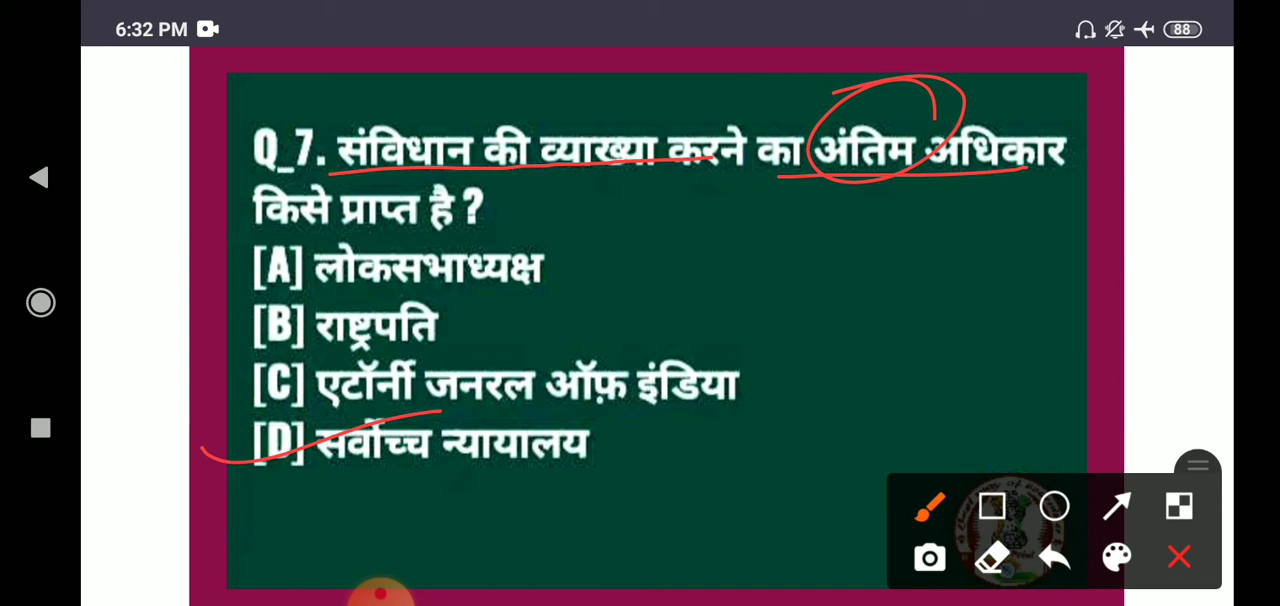 6:32 PM
88
Q_7. संविधान की व्याख्या करने का अंतिम अधिकार
किसे प्राप्त है ?
[A] लोकसभाध्यक्ष
[B] राष्ट्रपति
[C] एटॉर्नी जनरल ऑफ़ इंडिया
[D] सर्वोच्च न्यायालय